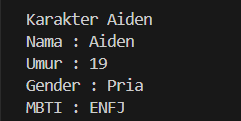 Karakter Aiden
Nama : Aiden
Umur : 19
Gender : Pria
MBTI : ENFJ